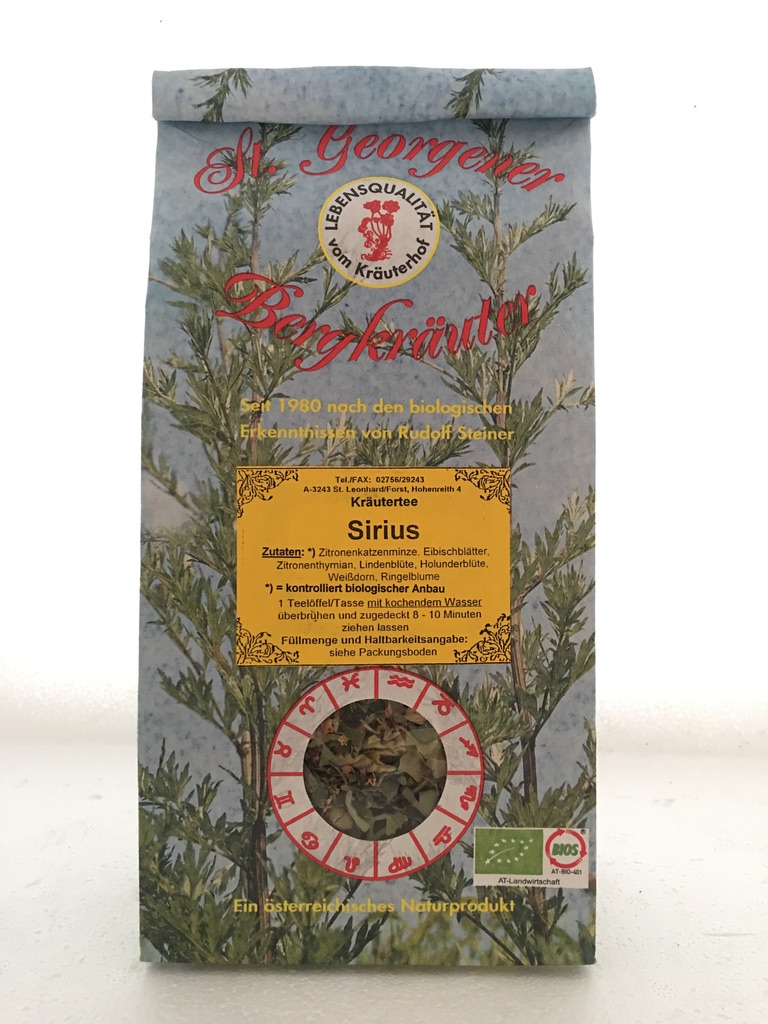 St. Georgener
LEBENSQUALITÄT
vom Kräuterhof
Bergkräuter
Seit 1980 nach den biologischen
Erkenntnissen von Rudolf Steiner
Tel./FAX: 02756/29243
A-3243 St. Leonhard/Forst, Hohenreith 4
Kräutertee
Sirius
Zutaten: *) Zitronenkatzenminze. Eibischblätter,
Zitronenthymian, Lindenblüte, Holunderblüte,
Weißdorn, Ringelblume
*) = kontrolliert biologischer Anbau
1 Teelöffel/Tasse mit kochendem Wasser
überbrühen und zugedeckt 8 - 10 Minuten
ziehen lassen
Füllmenge und Haltbarkeitsangabe:
siehe Packungsboden
♓ ♒ ♑ ♐ ♏ ♎ ♍ ♌ ♋ ♊ ♉ ♈
BIOS ®
AT-BIO-401
AT-Landwirtschaft
Ein österreichisches Naturprodukt